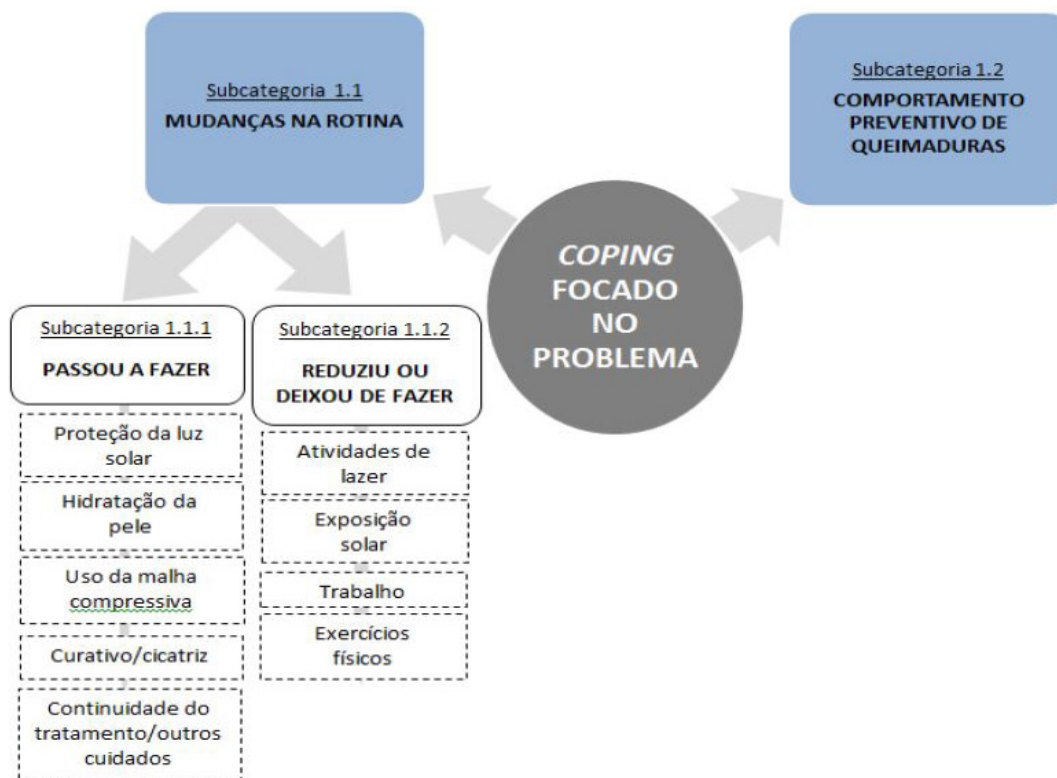 Subcategoria 1.1
MUDANÇAS NA ROTINA
Subcategoria 1.2
COMPORTAMENTO
PREVENTIVO DE
QUEIMADURAS
COPING
FOCADO
NO
PROBLEMA
Subcategoria 1.1.1
PASSOU A FAZER
Proteção da luz
solar
Hidratação da
pele
Uso da malha
compressiva
Curativo/cicatriz
Continuidade do
tratamento/outros
cuidados
Subcategoria 1.1.2
REDUZIU OU
DEIXOU DE FAZER
Atividades de
lazer
Exposição
solar
Trabalho
Exercícios
físicos